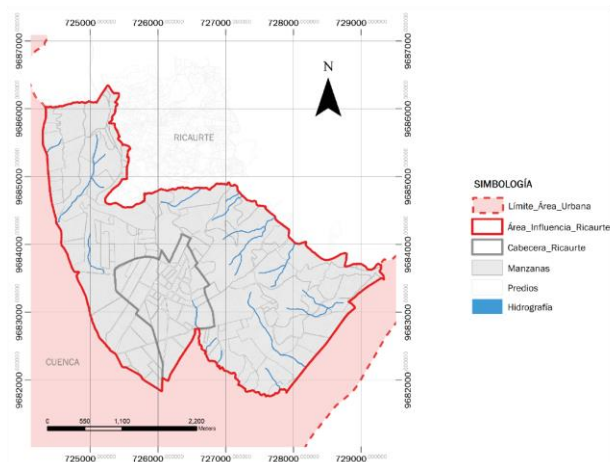 725000 726000 727000 728000 729000
9687000 9687000
N
RICAURTE
9686000 9686000
9685000 9685000
9684000 9684000
9683000 9683000
CUENCA
9682000 9682000
0 550 1,100 2,200
Meters
725000 726000 727000 728000 729000
SIMBOLOGÍA
Límite_Área_Urbana
Área_Influencia_Ricaurte
Cabecera_Ricaurte
Manzanas
Predios
Hidrografía